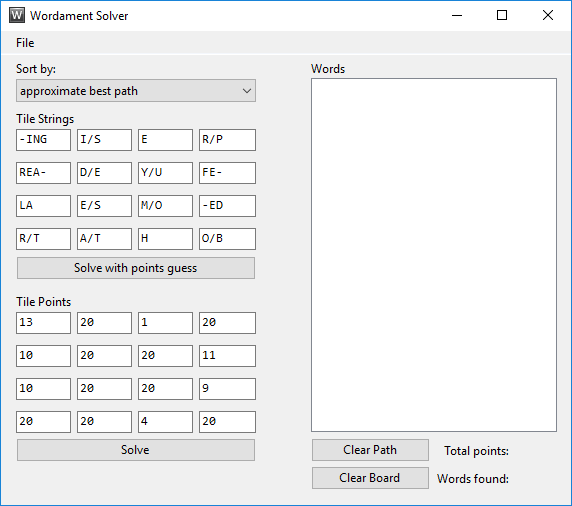 W Wordament Solver
File
Sort by:
approximate best path
Tile Strings
-ING I/S E R/P
REA- D/E Y/U FE-
LA E/S M/O -ED
R/T A/T H O/B
Solve with points guess
Tile Points
13 20 1 20
10 20 20 11
10 20 20 9
20 20 4 20
Solve
Words
Clear Path Total points:
Clear Board Words found: